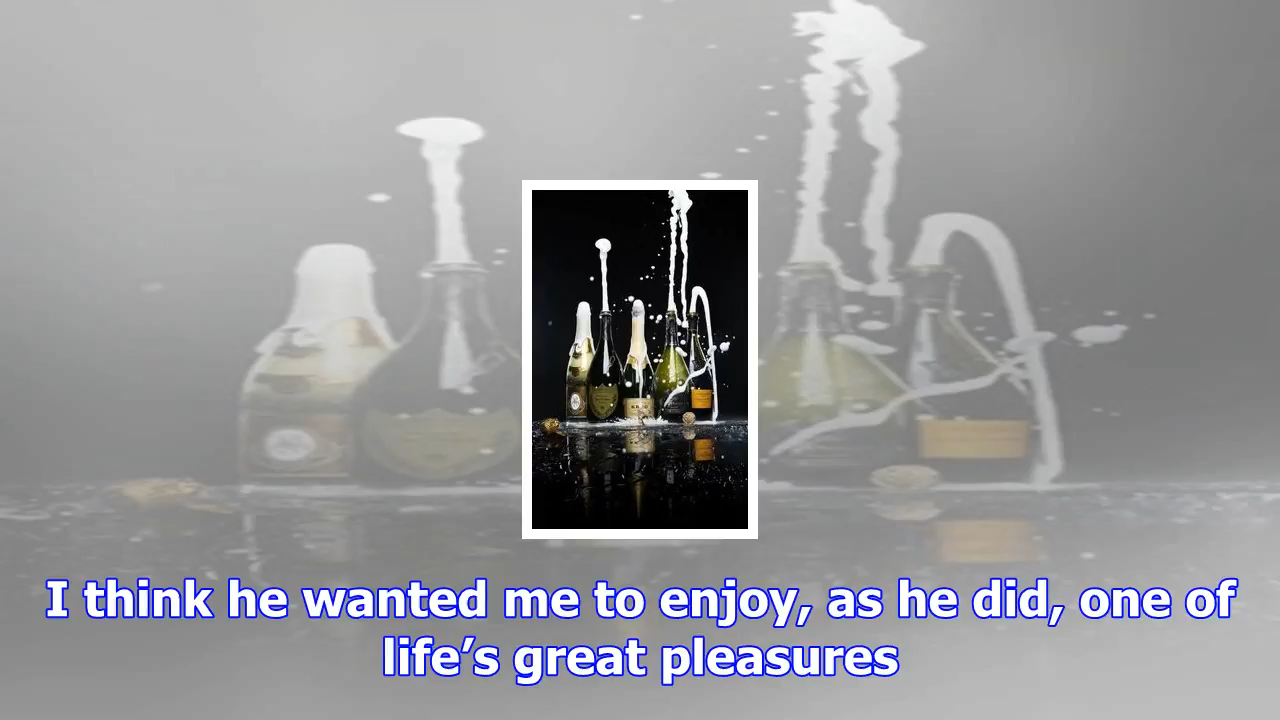 I think he wanted me to enjoy, as he did, one of
life’s great pleasures